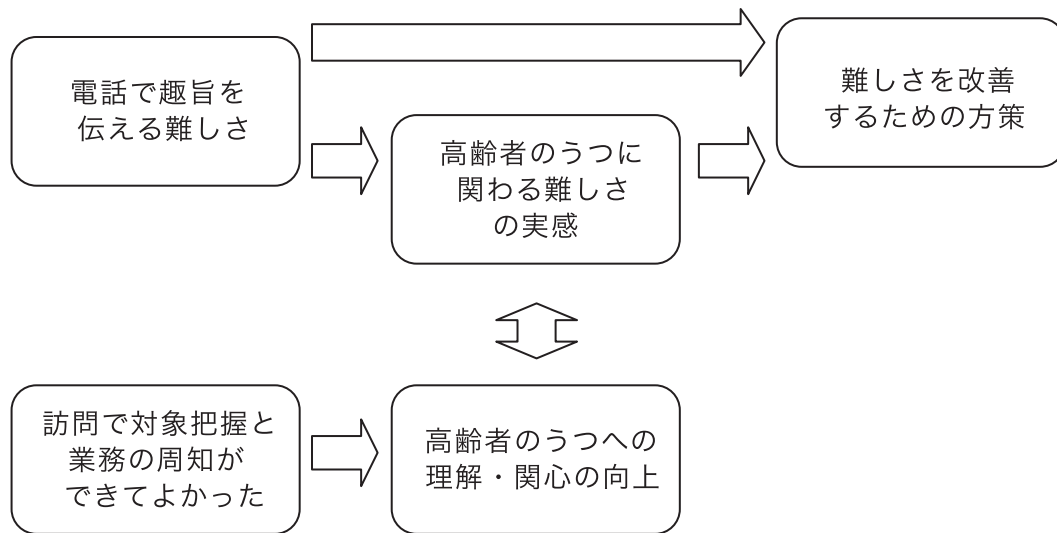 電話で趣旨を
伝える難しさ
高齢者のうつに
関わる難しさ
の実感
難しさを改善
するための方策
訪問で対象把握と
業務の周知が
できてよかった
高齢者のうつへの
理解・関心の向上